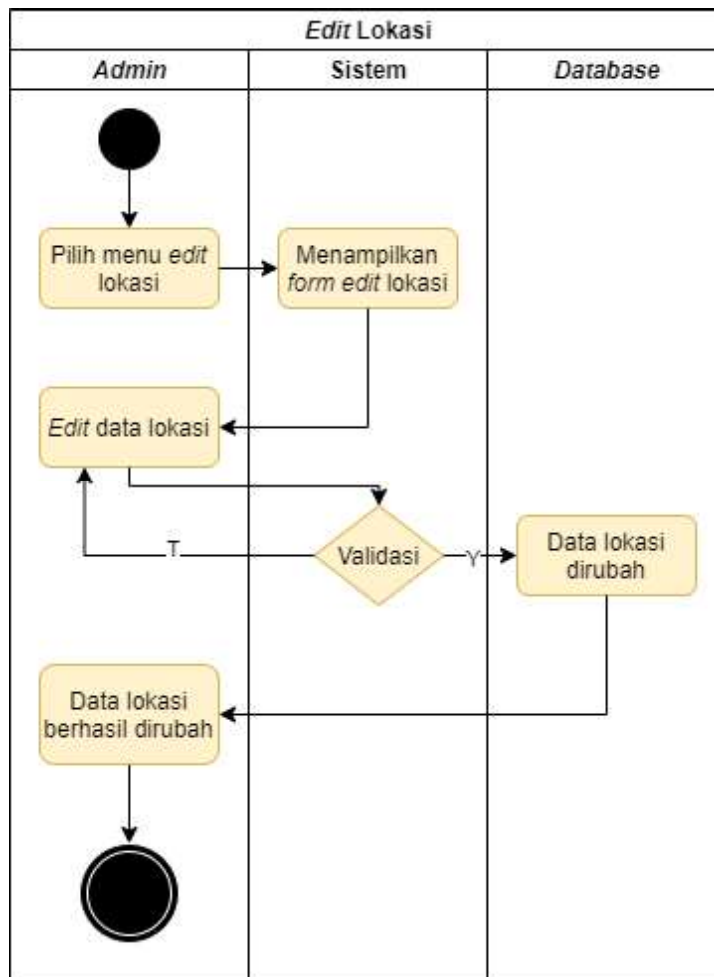 Edit Lokasi
Admin
Sistem
Database
Pilih menu edit
lokasi
Menampilkan
form edit lokasi
Edit data lokasi
T
Validasi
Y
Data lokasi
dirubah
Data lokasi
berhasil dirubah